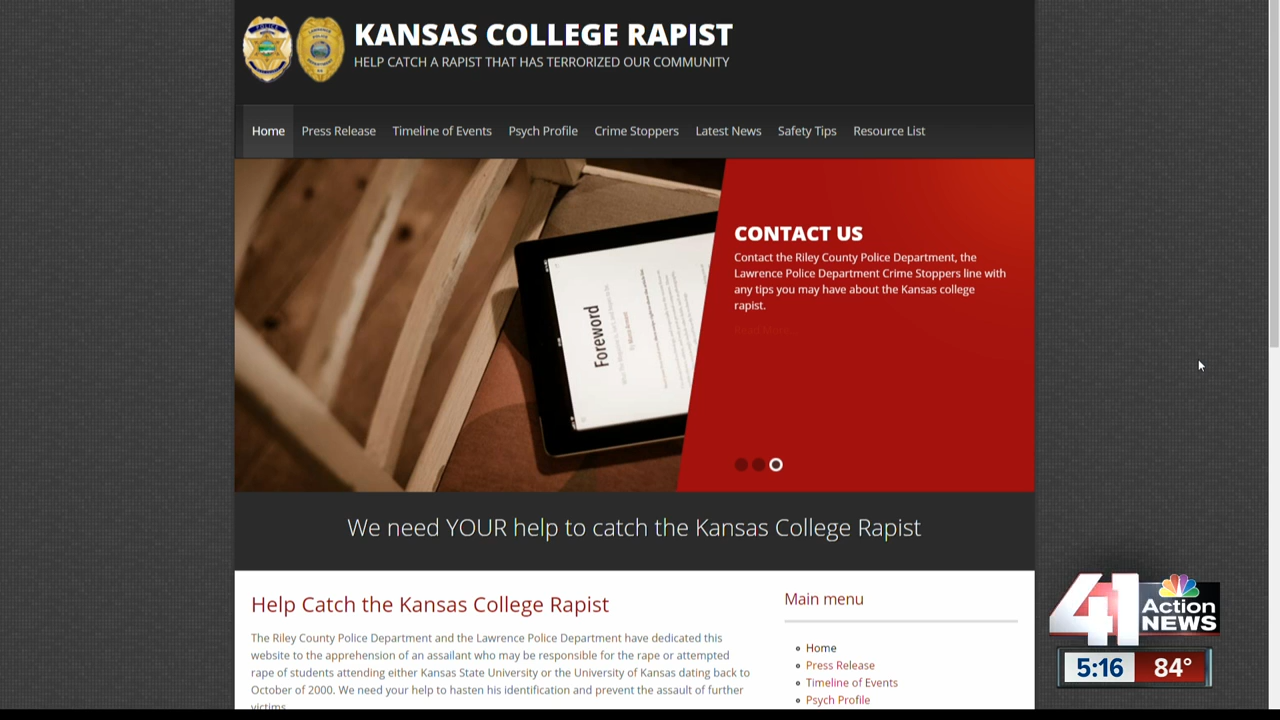 KANSAS COLLEGE RAPIST
HELP CATCH A RAPIST THAT HAS TERRORIZED OUR COMMUNITY
Home Press Release Timeline of Events Psych Profile Crime Stoppers Latest News Safety Tips Resource List
Foreword
CONTACT US
Contact the Riley County Police Department, the
Lawrence Police Department Crime Stoppers line with
any tips you may have about the Kansas college
rapist.
Read More...
We need YOUR help to catch the Kansas College Rapist
Help Catch the Kansas College Rapist
The Riley County Police Department and the Lawrence Police Department have dedicated this
website to the apprehension of an assailant who may be responsible for the rape or attempted
rape of students attending either Kansas State University or the University of Kansas dating back to
October of 2000. We need your help to hasten his identification and prevent the assault of further
victims.
Main menu
Home
Press Release
Timeline of Events
Psych Profile
41 Action
NEWS
5:16 84°